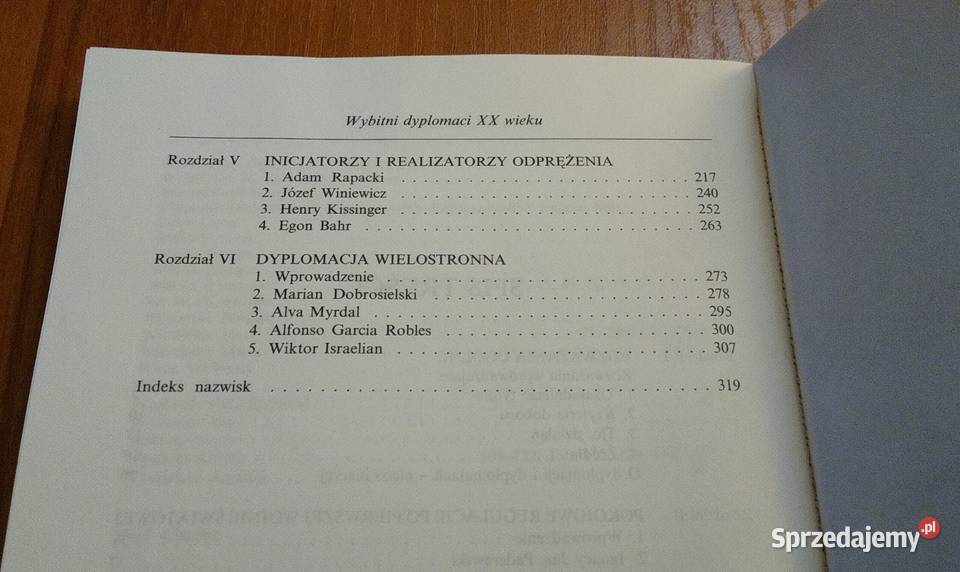 Wybitni dyplomaci XX wieku
Rozdział V INICJATORZY I REALIZATORZY ODPRĘŻENIA
1. Adam Rapacki . . . . . . . . . . . . . . . . . . . . . . 217
2. Józef Winiewicz . . . . . . . . . . . . . . . . . . . . . . 240
3. Henry Kissinger . . . . . . . . . . . . . . . . . . . . . . 252
4. Egon Bahr . . . . . . . . . . . . . . . . . . . . . . 263
Rozdział VI DYPLOMACJA WIELOSTRONNA
1. Wprowadzenie . . . . . . . . . . . . . . . . . . . . . . 273
2. Marian Dobrosielski . . . . . . . . . . . . . . . . . . . . 278
3. Alva Myrdal . . . . . . . . . . . . . . . . . . . . . . 295
4. Alfonso Garcia Robles . . . . . . . . . . . . . . . . . . 300
5. Wiktor Israelian . . . . . . . . . . . . . . . . . . . . . . 307
Indeks nazwisk . . . . . . . . . . . . . . . . . . . . . . . . . . 319
Sprzedajemy.pl